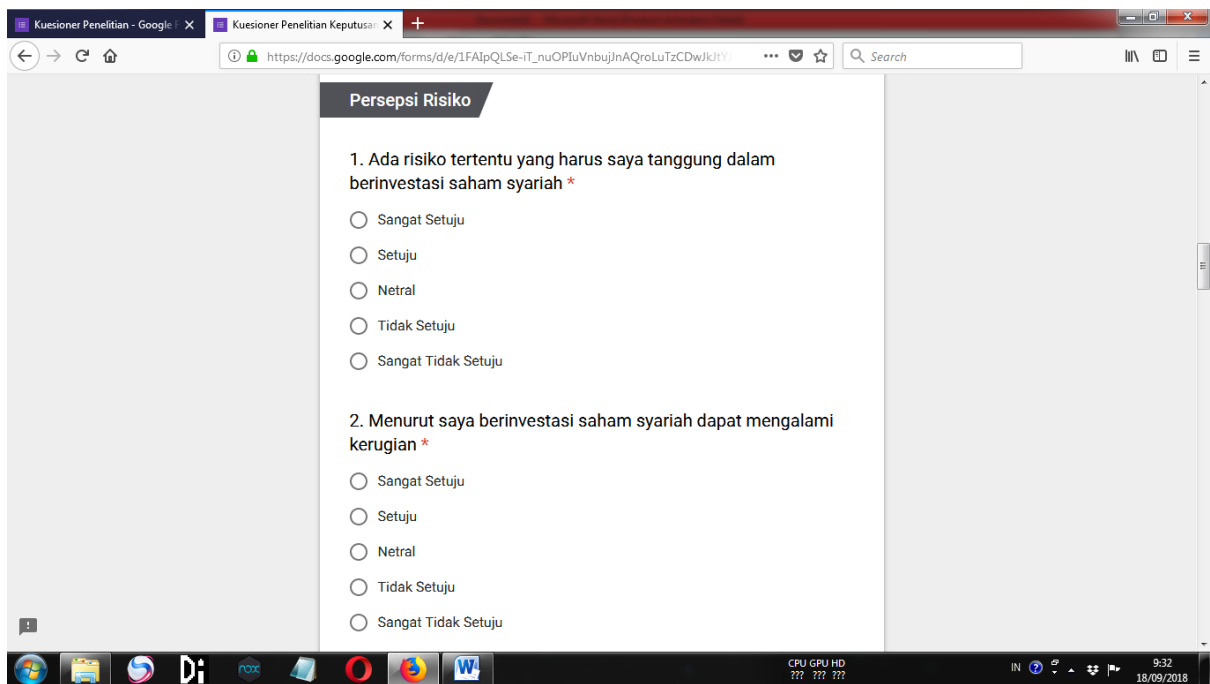 Kuesioner Penelitian - Google F
Kuesioner Penelitian Keputusan
https://docs.google.com/forms/d/e/1FAIpQLSe-iT_nuOPIuVnbujJnAQroLuTzCDwJkJtY
Search
Persepsi Risiko
1. Ada risiko tertentu yang harus saya tanggung dalam
berinvestasi saham syariah *
Sangat Setuju
Setuju
Netral
Tidak Setuju
Sangat Tidak Setuju
2. Menurut saya berinvestasi saham syariah dapat mengalami
kerugian *
Sangat Setuju
Setuju
Netral
Tidak Setuju
Sangat Tidak Setuju
Di
nox
W
CPU GPU HD
??? ??? ???
IN
9:32
18/09/2018